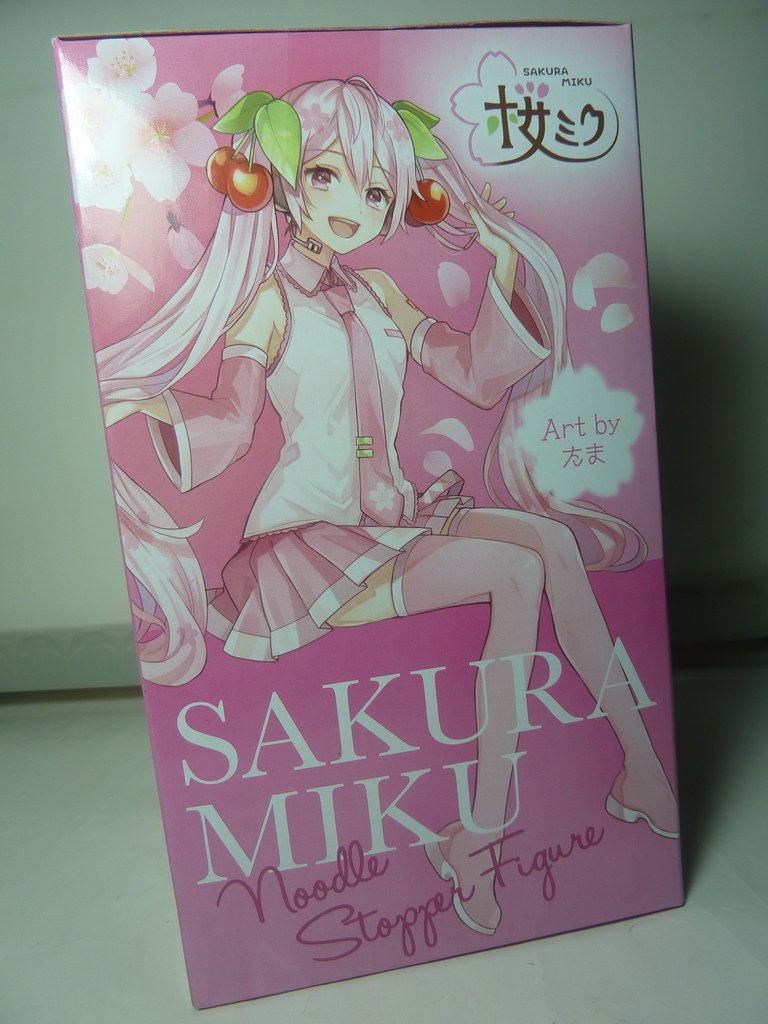 SAKURA
MIKU
桜ミク
Art by
たま
SAKURA
MIKU
Noodle
Stopper Figure